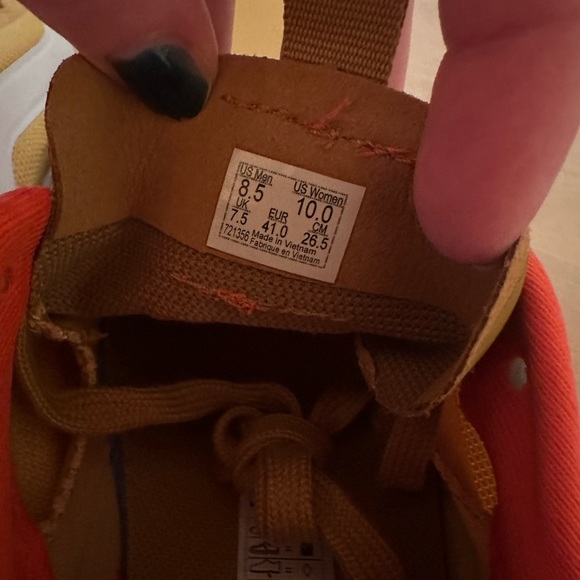 US Men US Women
8.5 10.0
UK EUR CM
7.5 41.0 26.5
721356 Made in Vietnam
Fabrique en Vietnam